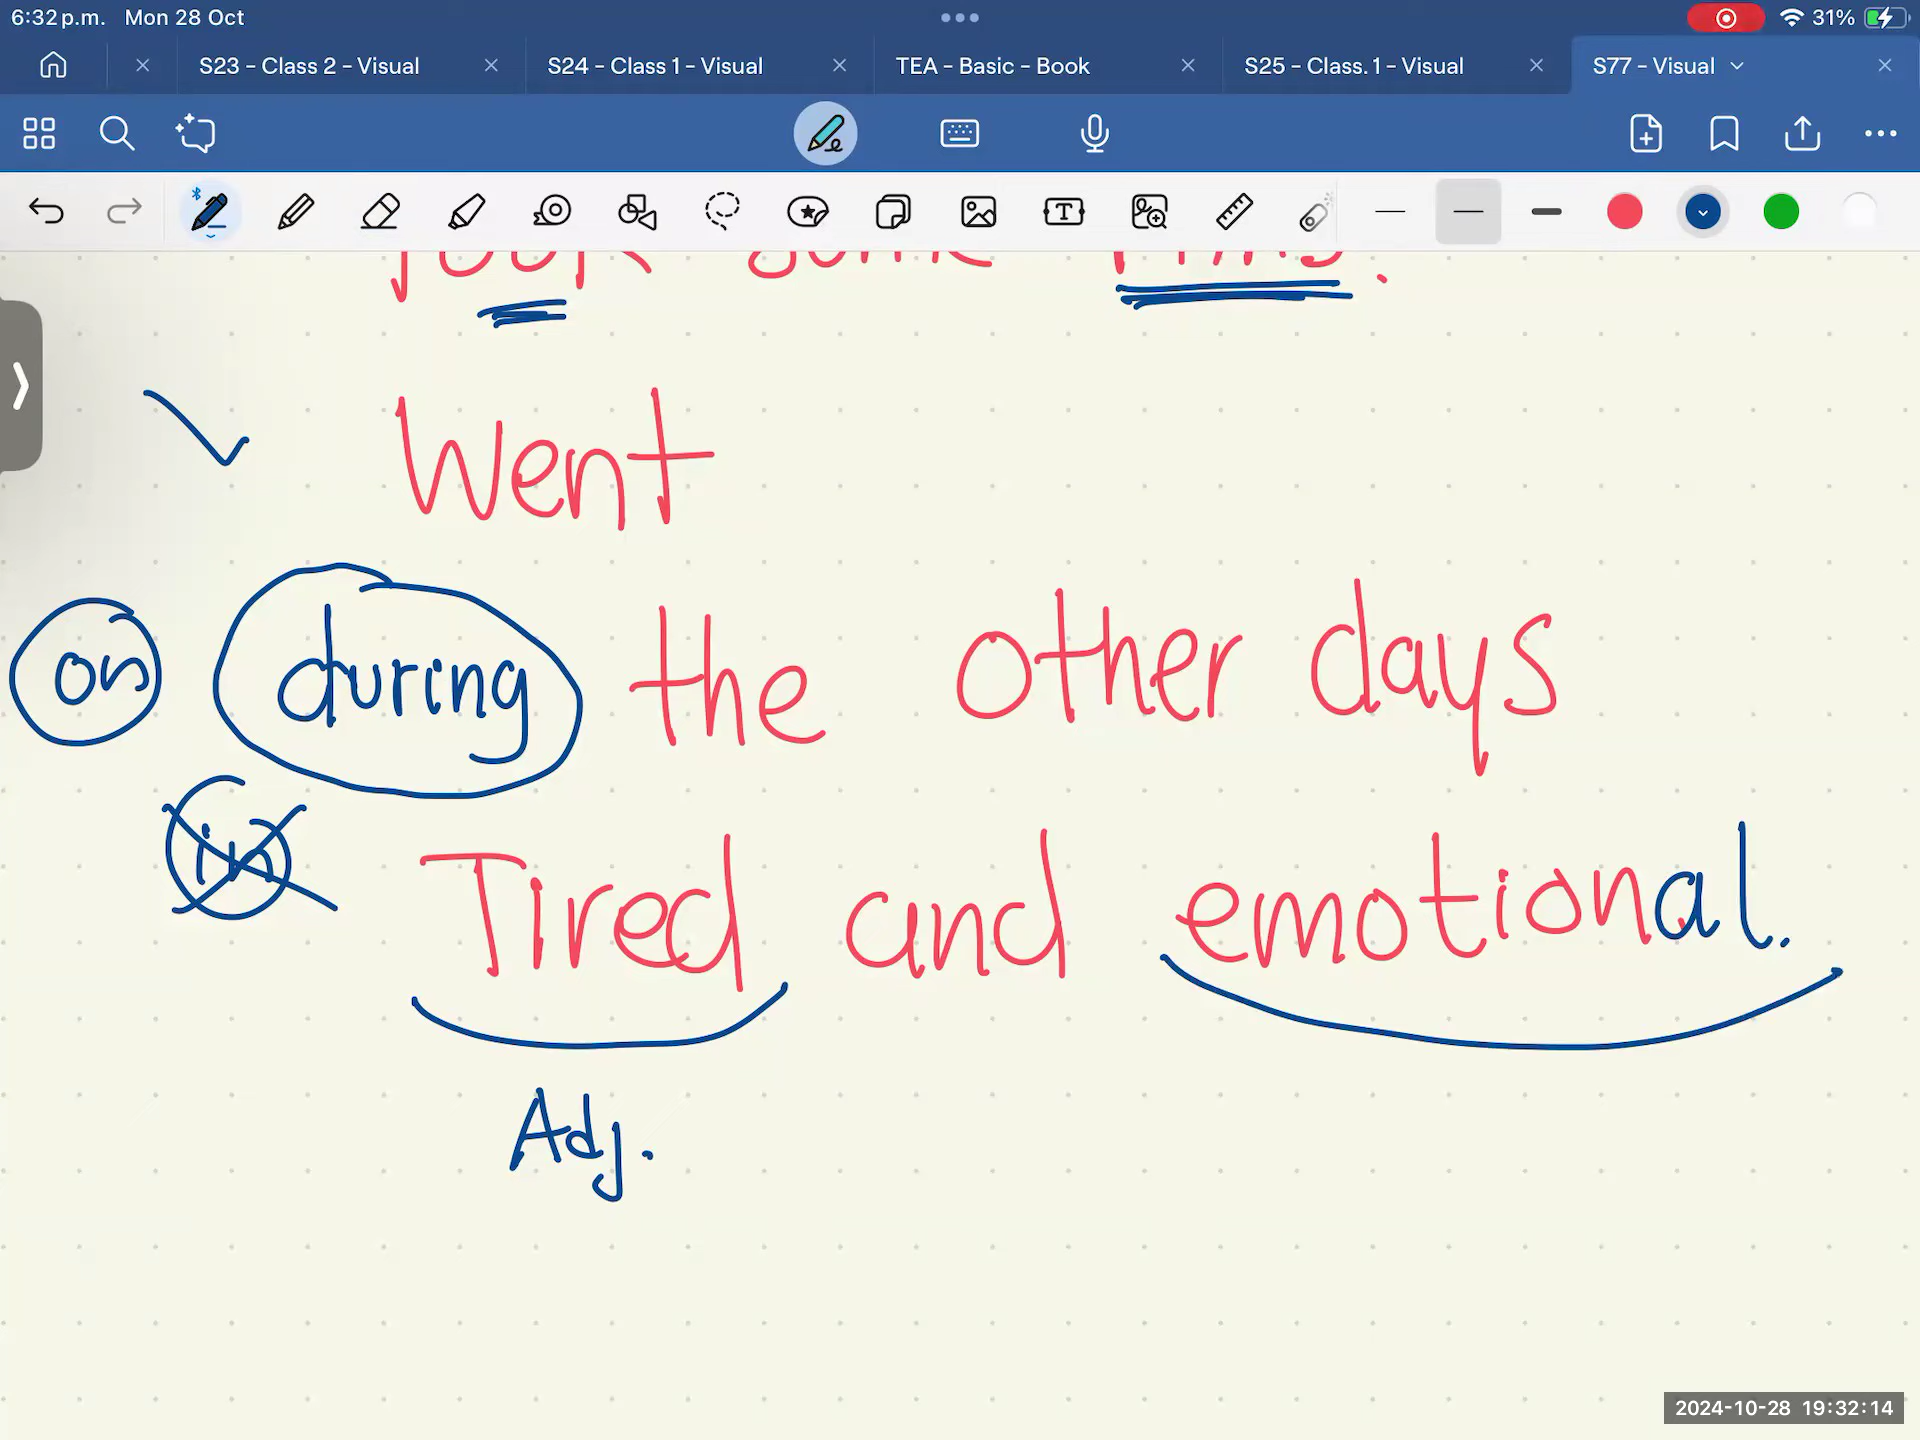 6:32 p.m. Mon 28 Oct
31%
S23 - Class 2 - Visual
S24 - Class 1 - Visual
TEA - Basic - Book
S25 - Class. 1 - Visual
S77 - Visual
Went
on during the other days
in
Tired and emotional.
Adj.
2024-10-28 19:32:14